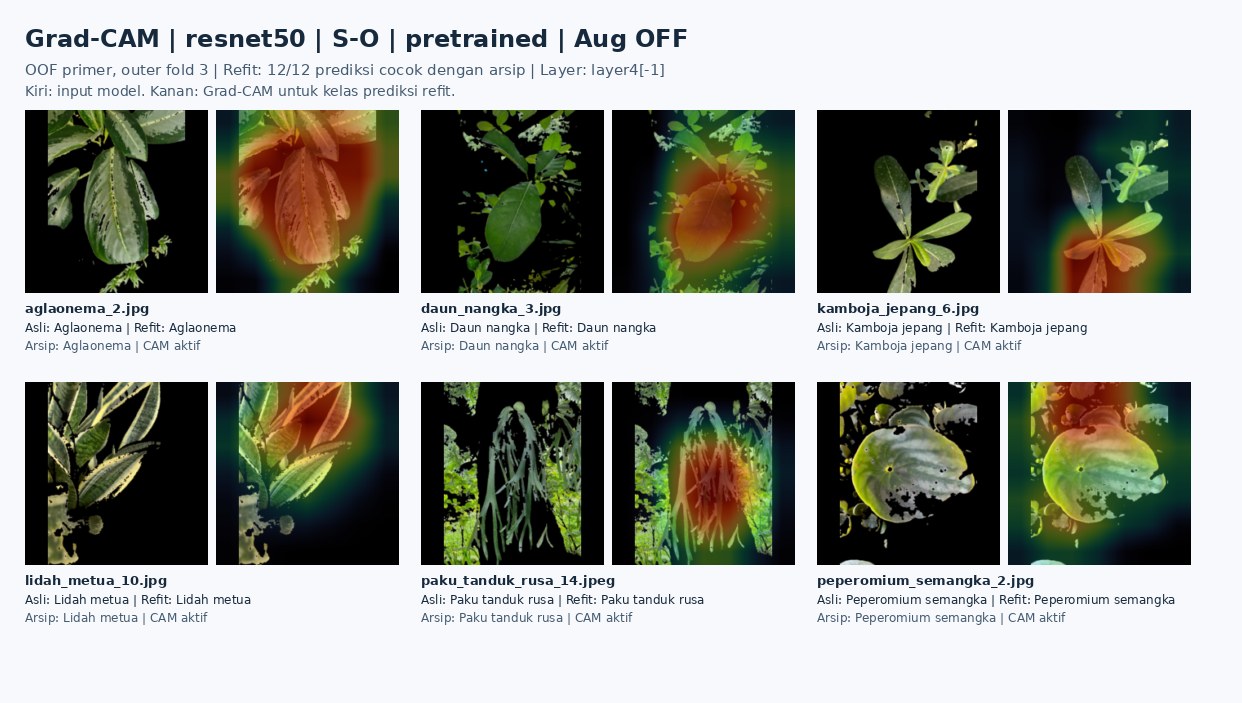 Grad-CAM | resnet50 | S-O | pretrained | Aug OFF
OOF primer, outer fold 3 | Refit: 12/12 prediksi cocok dengan arsip | Layer: layer4[-1]
Kiri: input model. Kanan: Grad-CAM untuk kelas prediksi refit.
aglaonema_2.jpg
Asli: Aglaonema | Refit: Aglaonema
Arsip: Aglaonema | CAM aktif
daun_nangka_3.jpg
Asli: Daun nangka | Refit: Daun nangka
Arsip: Daun nangka | CAM aktif
kamboja_jepang_6.jpg
Asli: Kamboja jepang | Refit: Kamboja jepang
Arsip: Kamboja jepang | CAM aktif
lidah_metua_10.jpg
Asli: Lidah metua | Refit: Lidah metua
Arsip: Lidah metua | CAM aktif
paku_tanduk_rusa_14.jpeg
Asli: Paku tanduk rusa | Refit: Paku tanduk rusa
Arsip: Paku tanduk rusa | CAM aktif
peperomium_semangka_2.jpg
Asli: Peperomium semangka | Refit: Peperomium semangka
Arsip: Peperomium semangka | CAM aktif